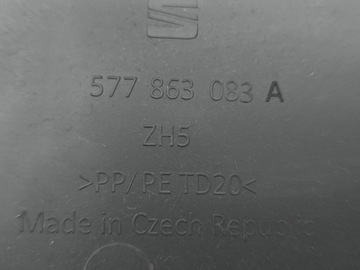 577 863 083 A
ZH5
>PP/PE TD20<
Made in Czech Republic